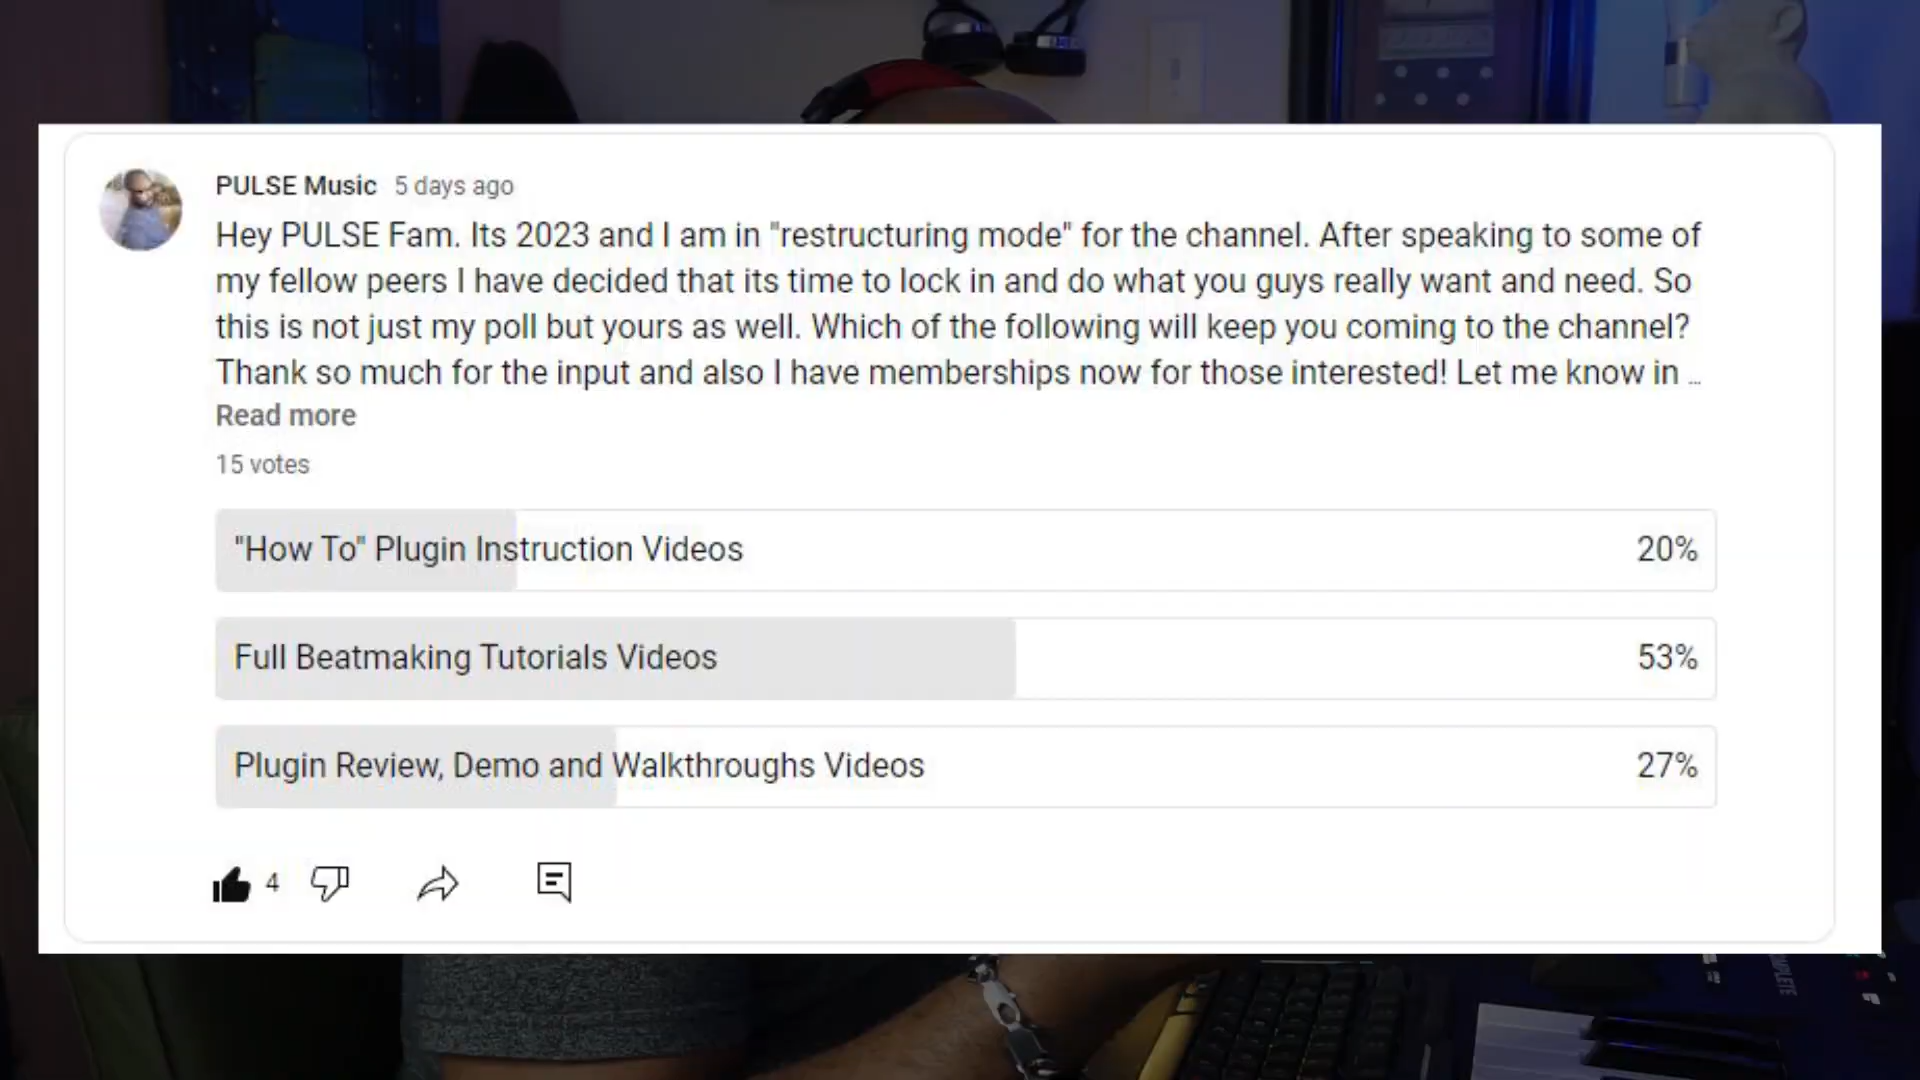 PULSE Music 5 days ago
Hey PULSE Fam. Its 2023 and I am in "restructuring mode" for the channel. After speaking to some of
my fellow peers I have decided that its time to lock in and do what you guys really want and need. So
this is not just my poll but yours as well. Which of the following will keep you coming to the channel?
Thank so much for the input and also I have memberships now for those interested! Let me know in ...
Read more
15 votes
"How To" Plugin Instruction Videos 20%
Full Beatmaking Tutorials Videos 53%
Plugin Review, Demo and Walkthroughs Videos 27%
4